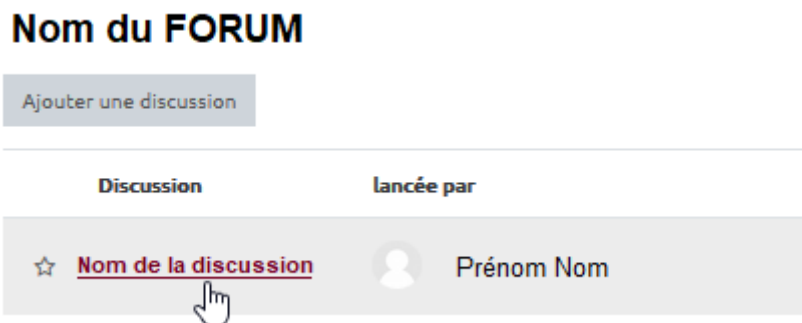 Nom du FORUM
Ajouter une discussion
Discussion lancée par
Nom de la discussion Prénom Nom